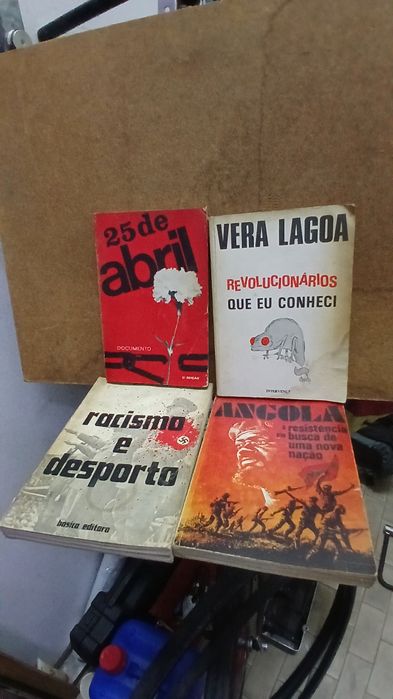 25 de
abril
DOCUMENTO
VERA LAGOA
REVOLUCIONÁRIOS
QUE EU CONHECI
racismo
e
desporto
basica editora
ANGOLA
a resistência
em busca de
uma nova
nação